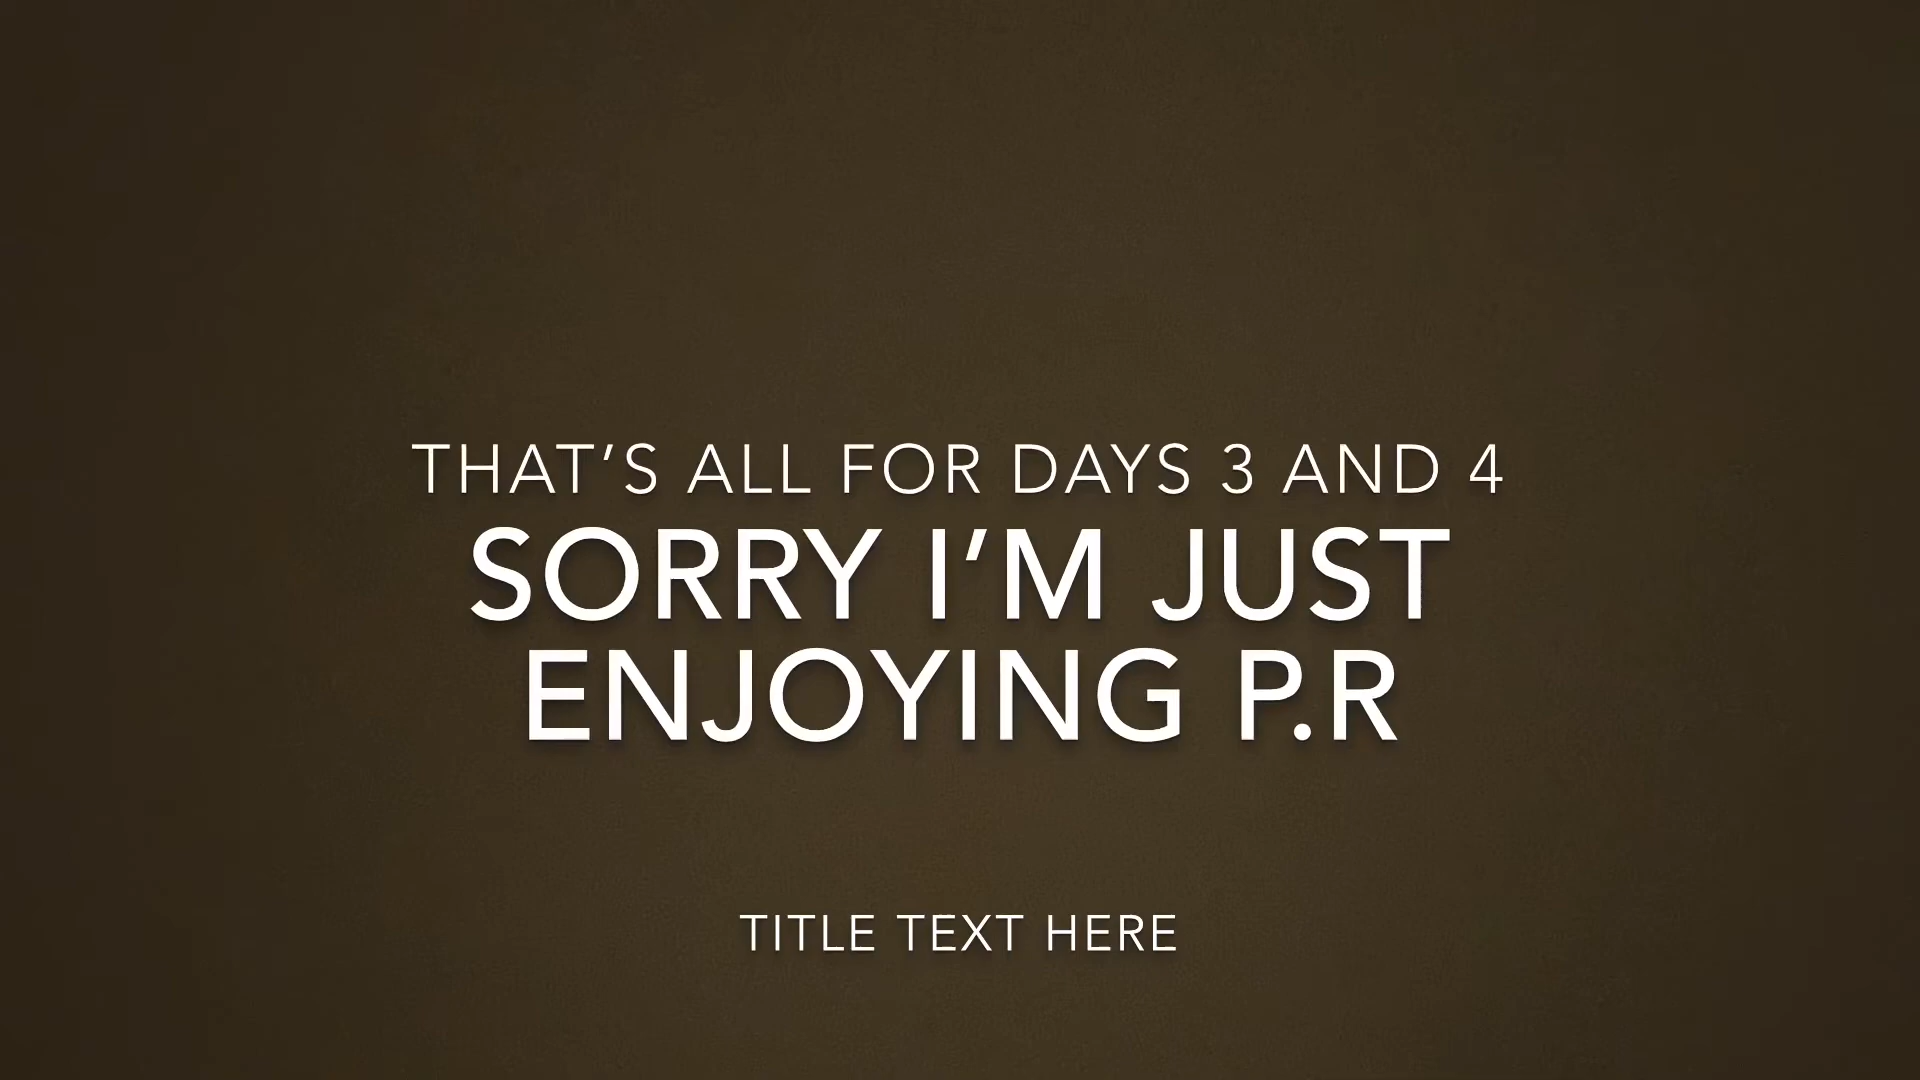 THAT’S ALL FOR DAYS 3 AND 4
SORRY I’M JUST
ENJOYING P.R
TITLE TEXT HERE